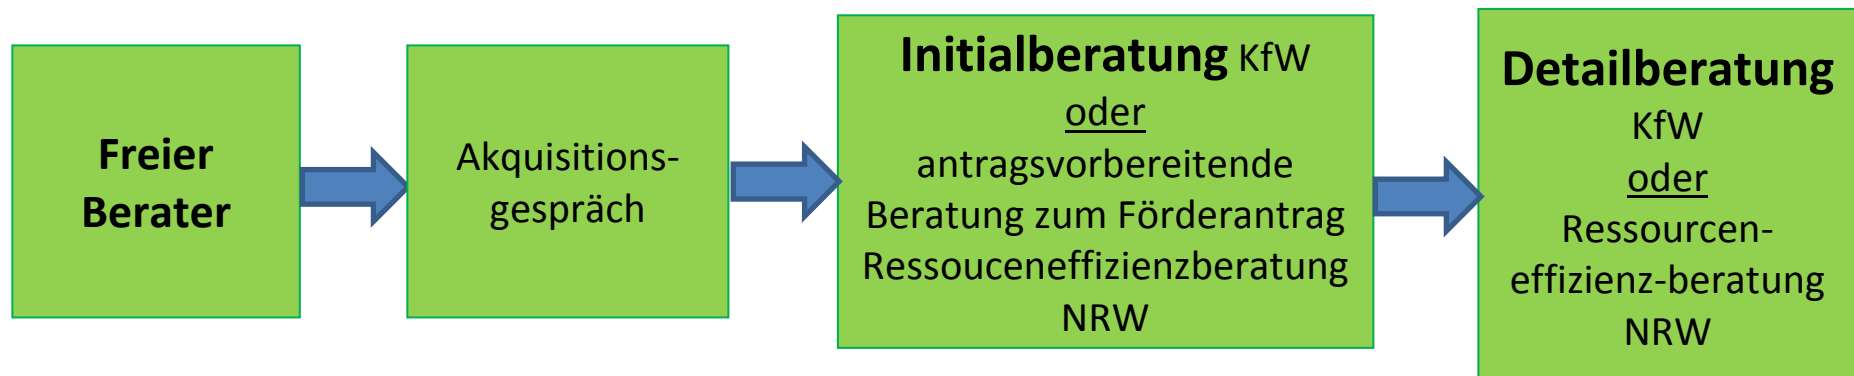 Freier
Berater
Akquisitions-
gespräch
Initialberatung KfW
oder
antragsvorbereitende
Beratung zum Förderantrag
Ressouceneffizienzberatung
NRW
Detailberatung
KfW
oder
Ressourcen-
effizienz-beratung
NRW